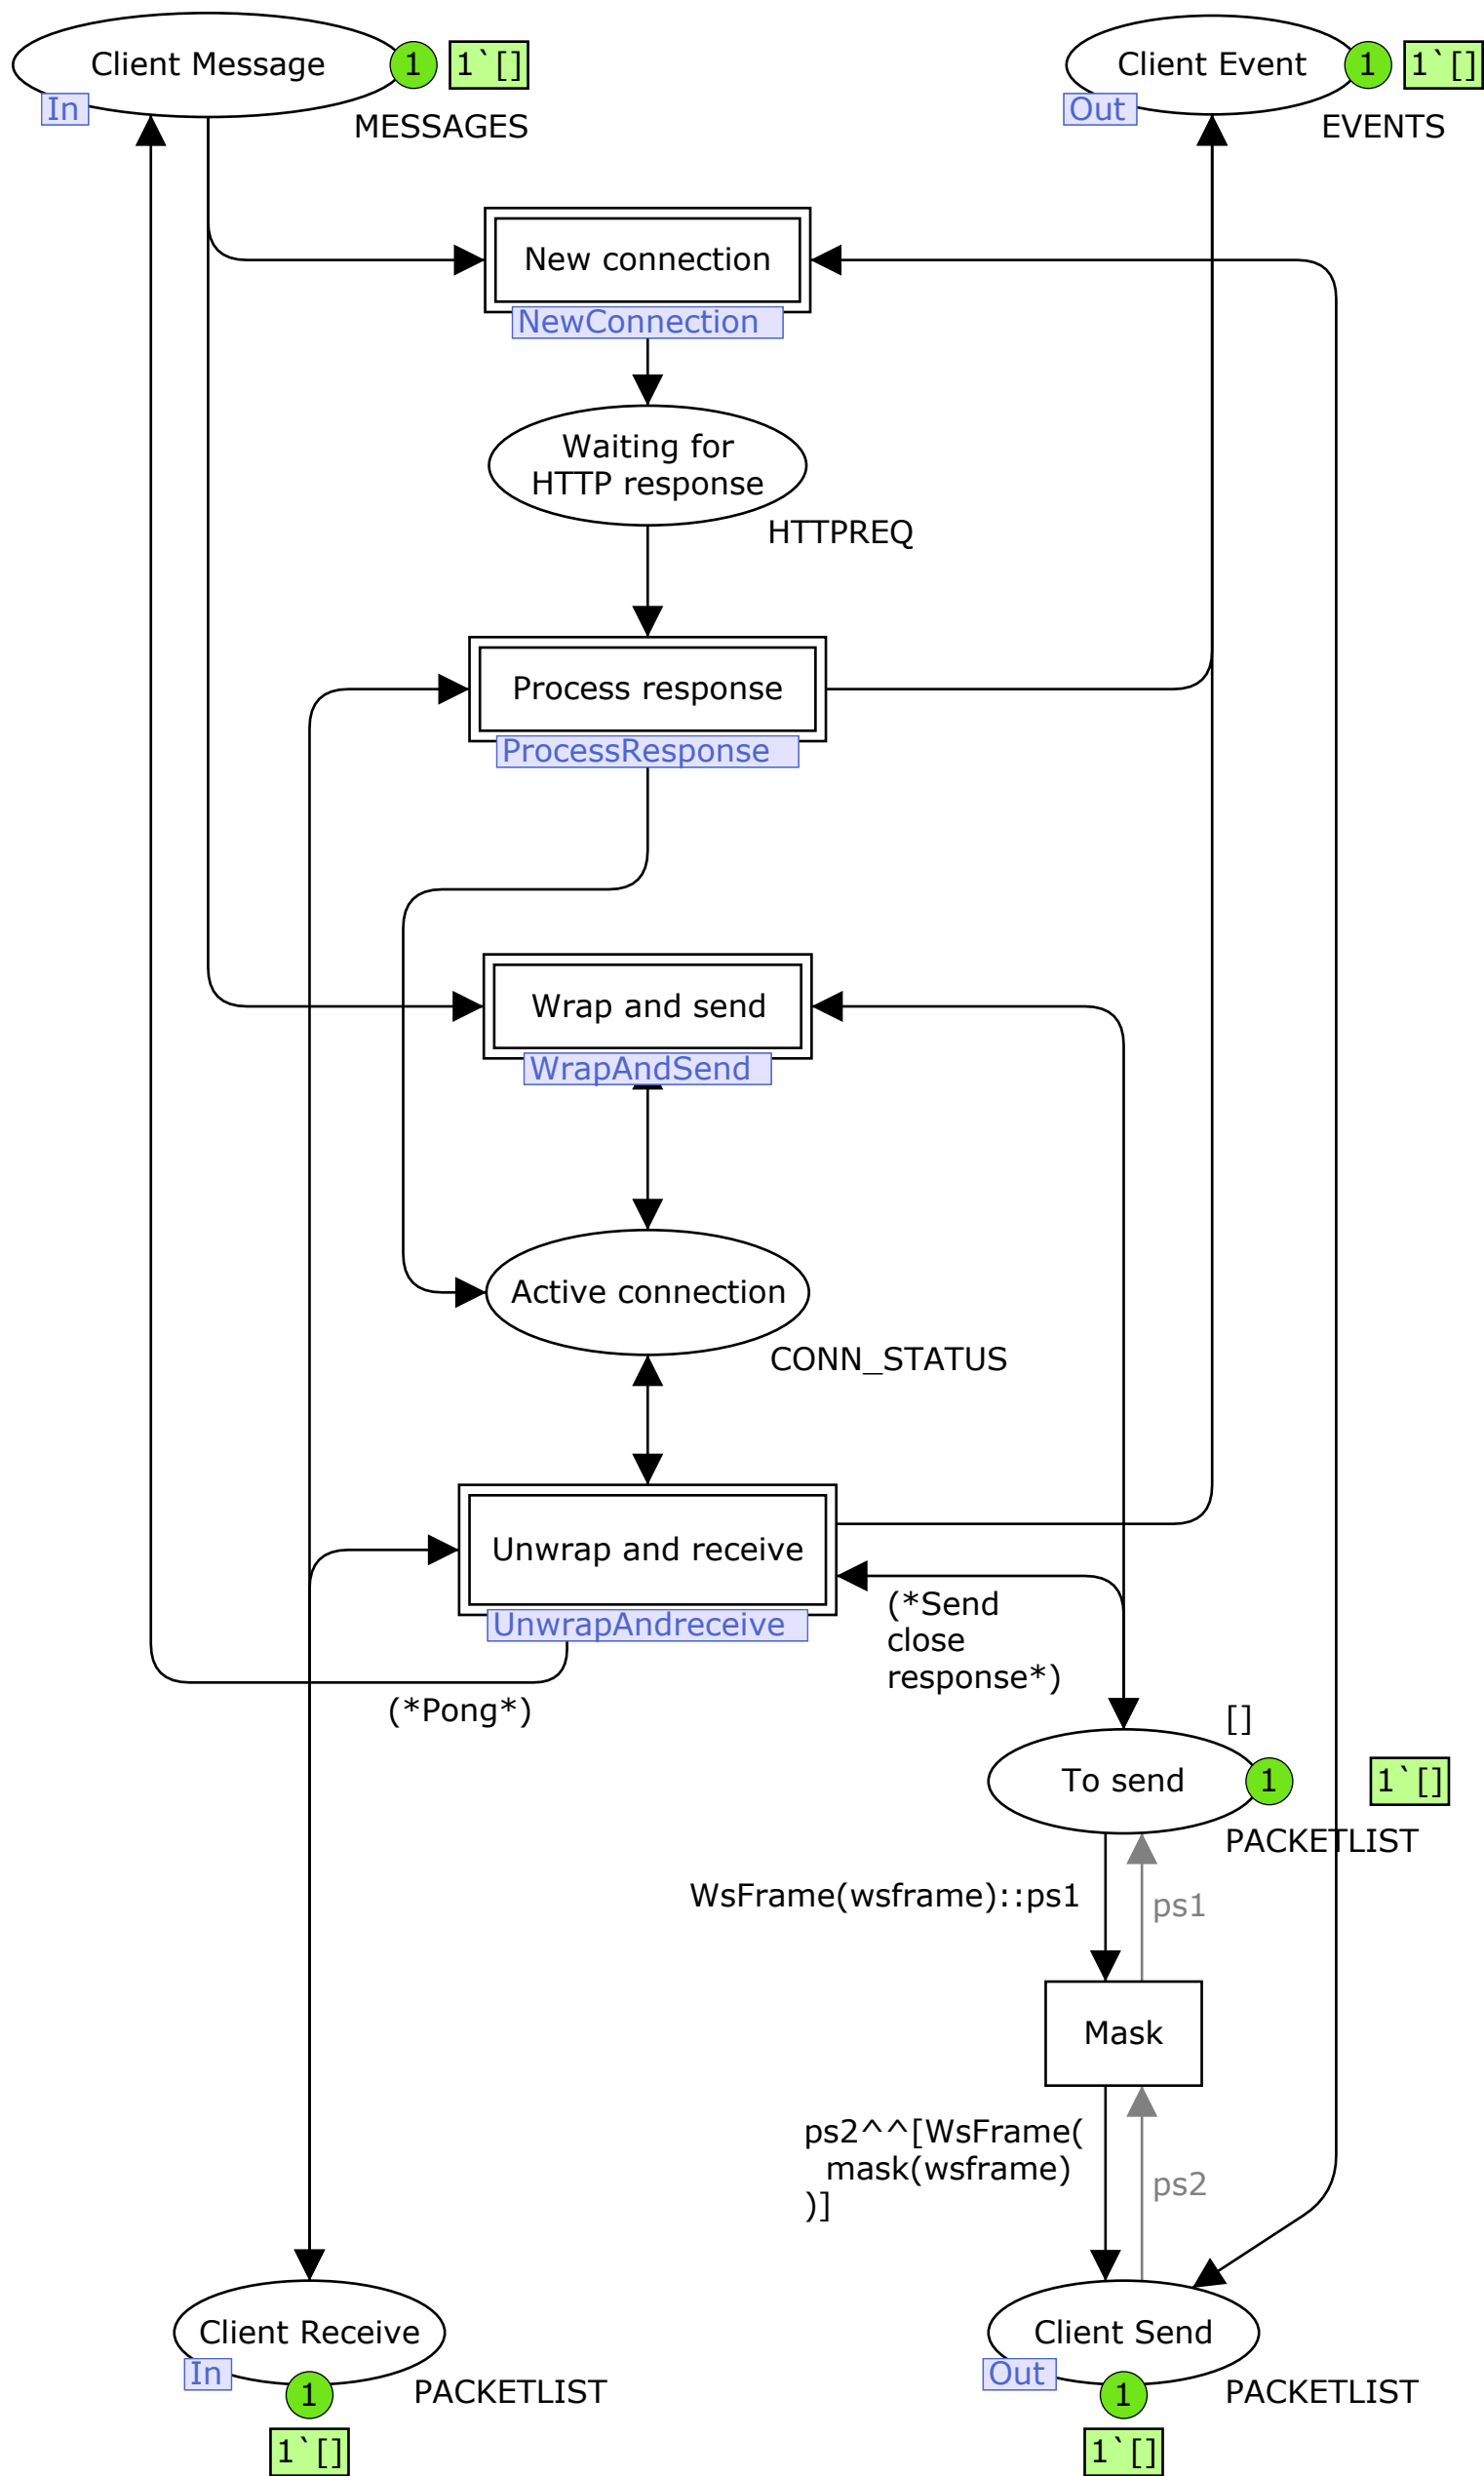 Client Message
1
1`[]
In
MESSAGES
Client Event
1
1`[]
Out
EVENTS
New connection
NewConnection
Waiting for
HTTP response
HTTPREQ
Process response
ProcessResponse
Wrap and send
WrapAndSend
Active connection
CONN_STATUS
Unwrap and receive
UnwrapAndreceive
(*Send
close
response*)
(*Pong*)
[]
To send
1
1`[]
PACKETLIST
WsFrame(wsframe)::ps1
ps1
Mask
ps2^^[WsFrame(
mask(wsframe)
)]
ps2
Client Receive
In
1
PACKETLIST
1`[]
Client Send
Out
1
PACKETLIST
1`[]